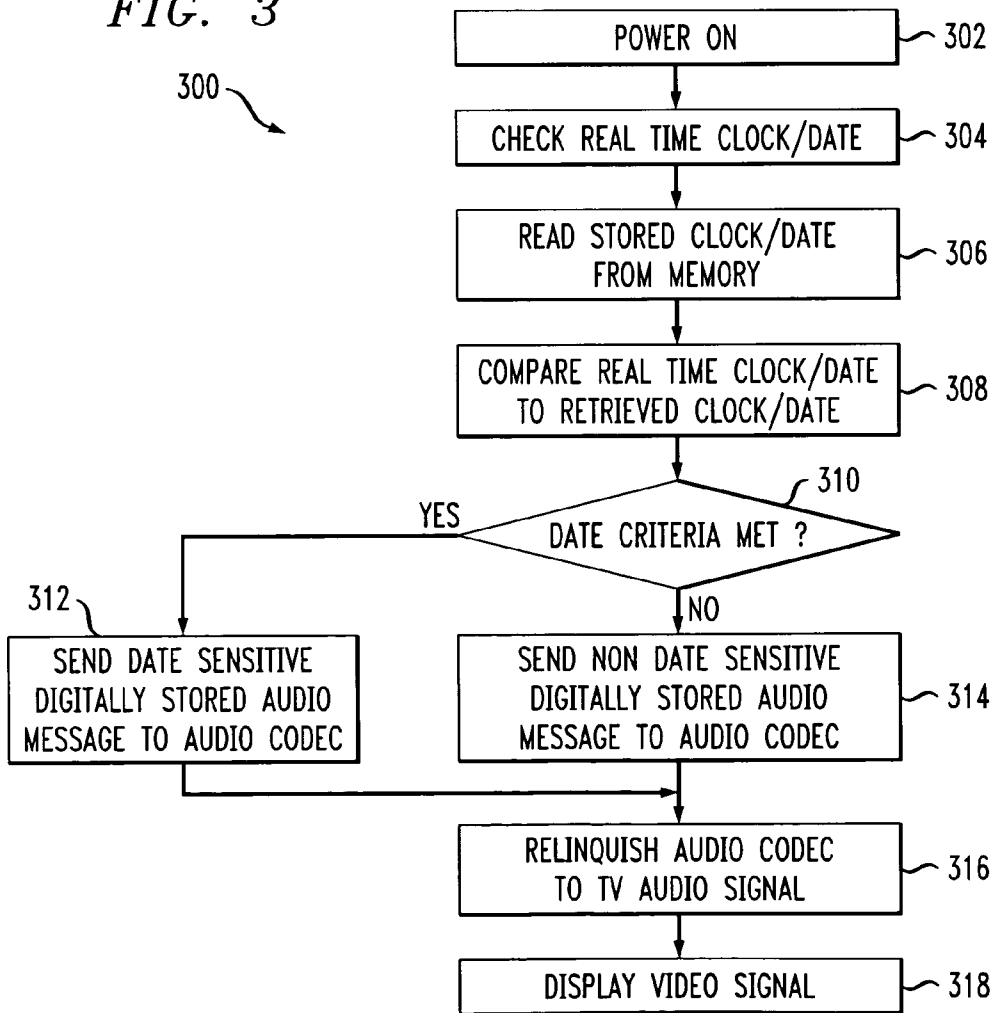 FIG. 3
300
POWER ON
302
CHECK REAL TIME CLOCK/DATE
304
READ STORED CLOCK/DATE
FROM MEMORY
306
COMPARE REAL TIME CLOCK/DATE
TO RETRIEVED CLOCK/DATE
308
310
YES
DATE CRITERIA MET ?
NO
312
SEND DATE SENSITIVE
DIGITALLY STORED AUDIO
MESSAGE TO AUDIO CODEC
SEND NON DATE SENSITIVE
DIGITALLY STORED AUDIO
MESSAGE TO AUDIO CODEC
314
RELINQUISH AUDIO CODEC
TO TV AUDIO SIGNAL
316
DISPLAY VIDEO SIGNAL
318